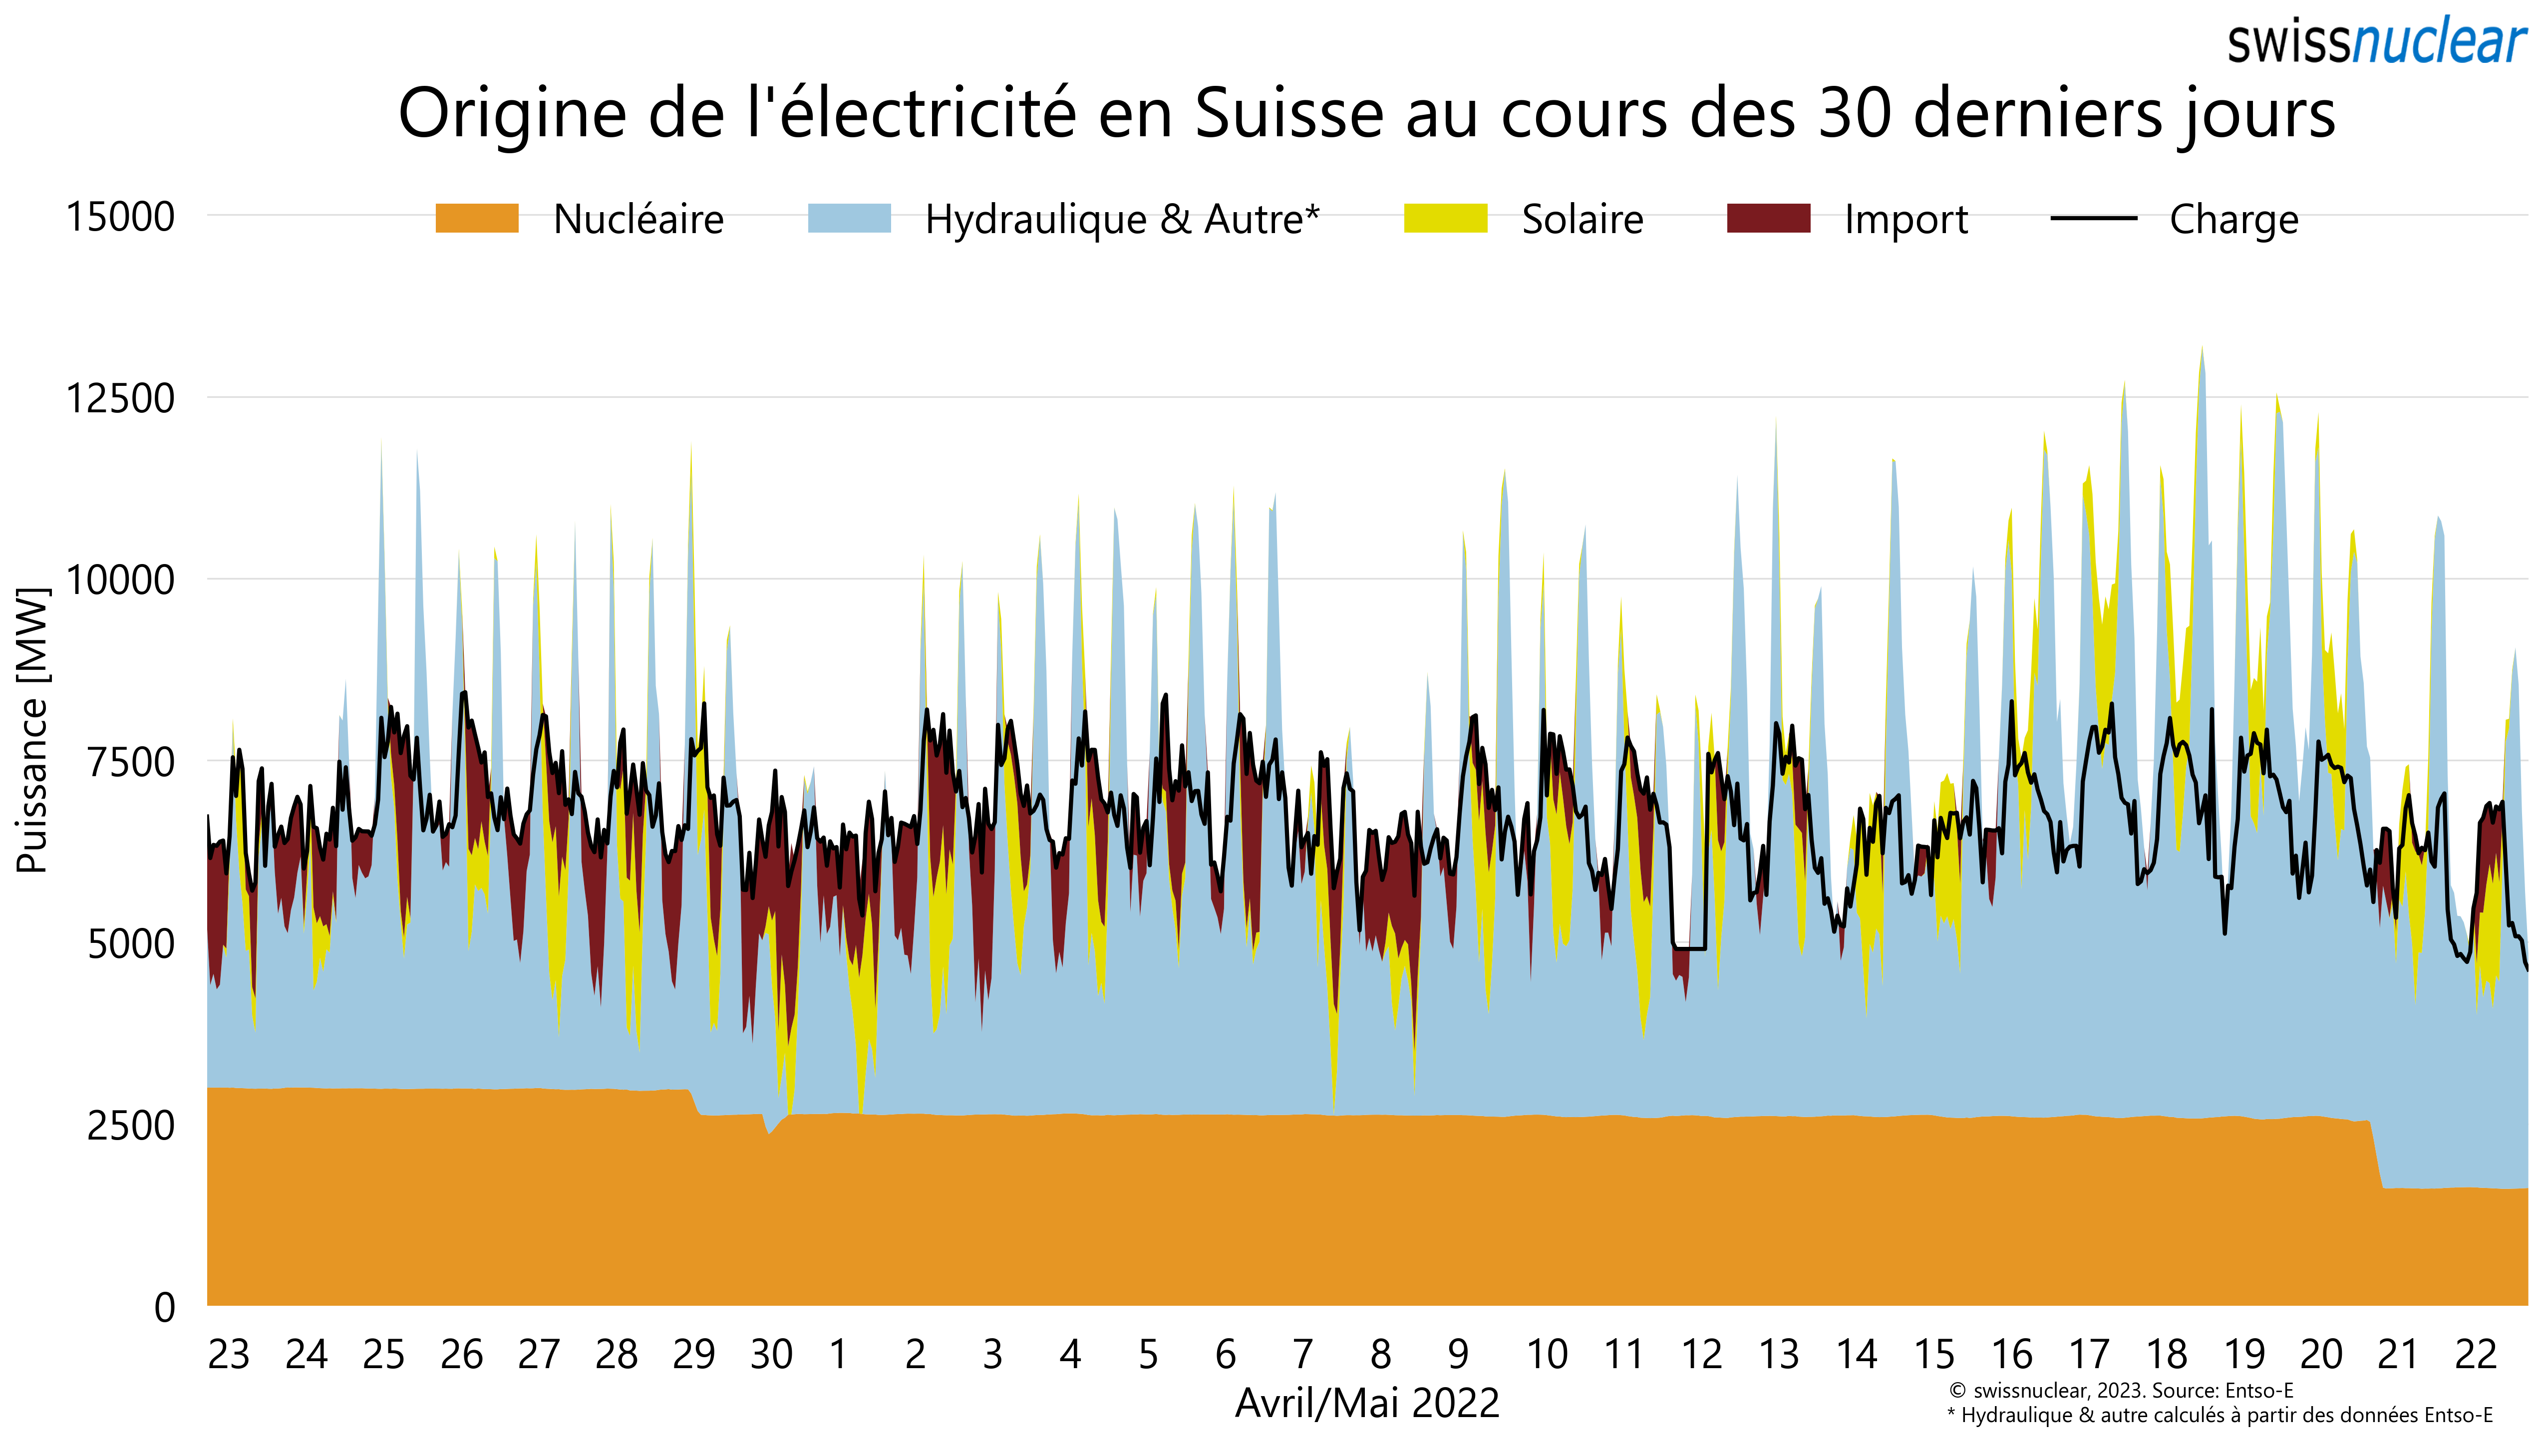 swissnuclear
Origine de l'électricité en Suisse au cours des 30 derniers jours
Nucléaire Hydraulique & Autre* Solaire Import Charge
15000
12500
10000
7500
5000
2500
0
Puissance [MW]
23 24 25 26 27 28 29 30 1 2 3 4 5 6 7 8 9 10 11 12 13 14 15 16 17 18 19 20 21 22
Avril/Mai 2022
© swissnuclear, 2023. Source: Entso-E
* Hydraulique & autre calculés à partir des données Entso-E